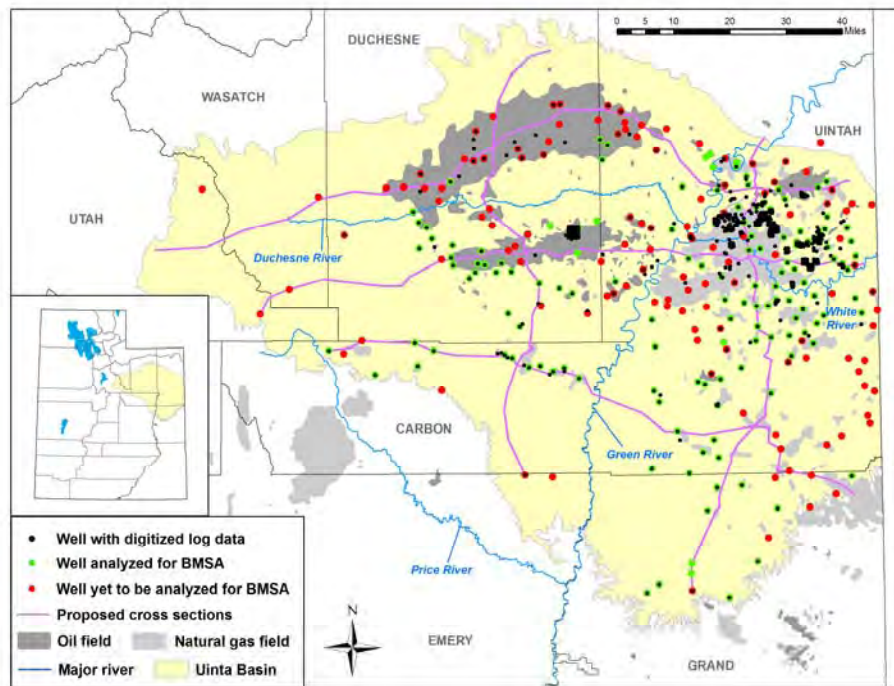 DUCHESNE
0 5 10 20 30 40
Miles
WASATCH
UINTAH
UTAH
Duchesne River
White River
CARBON
Green River
Price River
EMERY
GRAND
N
Well with digitized log data
Well analyzed for BMSA
Well yet to be analyzed for BMSA
Proposed cross sections
Oil field Natural gas field
Major river Uinta Basin